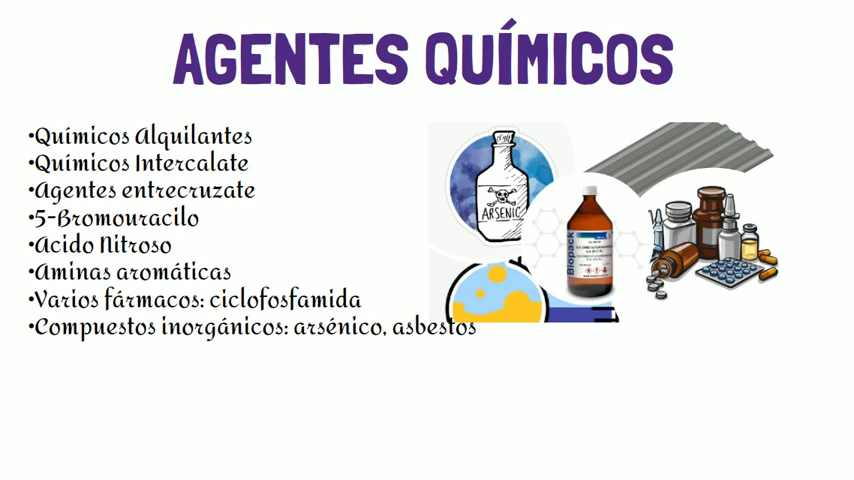 AGENTES QUÍMICOS
•Químicos Alquilantes
•Químicos Intercalate
•Agentes entrecruzate
•5-Bromouracilo
•Acido Nitroso
•Aminas aromáticas
•Varios fármacos: ciclofosfamida
•Compuestos inorgánicos: arsénico, asbestos
ARSENIC
Biopack